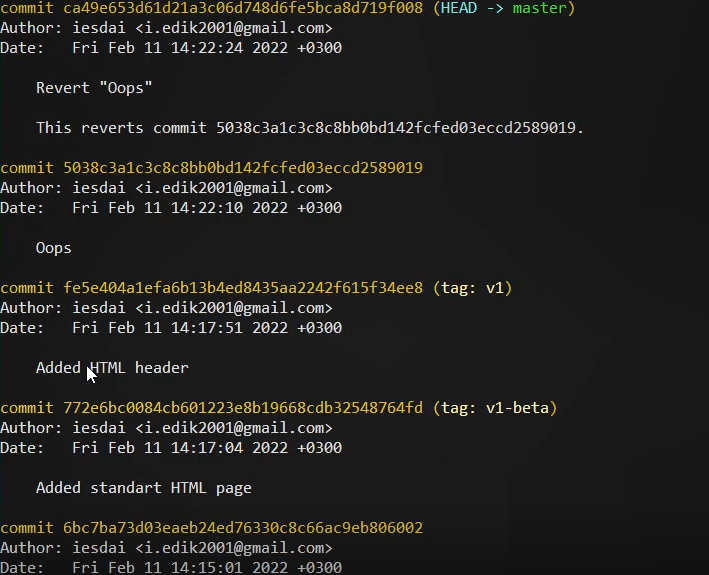 commit ca49e653d61d21a3c06d748d6fe5bca8d719f008 (HEAD -> master)
Author: iesdai <i.edik2001@gmail.com>
Date:   Fri Feb 11 14:22:24 2022 +0300
Revert "Oops"
This reverts commit 5038c3a1c3c8c8bb0bd142fcfed03eccd2589019.
commit 5038c3a1c3c8c8bb0bd142fcfed03eccd2589019
Author: iesdai <i.edik2001@gmail.com>
Date:   Fri Feb 11 14:22:10 2022 +0300
Oops
commit fe5e404a1efa6b13b4ed8435aa2242f615f34ee8 (tag: v1)
Author: iesdai <i.edik2001@gmail.com>
Date:   Fri Feb 11 14:17:51 2022 +0300
Added HTML header
commit 772e6bc0084cb601223e8b19668cdb32548764fd (tag: v1-beta)
Author: iesdai <i.edik2001@gmail.com>
Date:   Fri Feb 11 14:17:04 2022 +0300
Added standart HTML page
commit 6bc7ba73d03eaeb24ed76330c8c66ac9eb806002
Author: iesdai <i.edik2001@gmail.com>
Date:   Fri Feb 11 14:15:01 2022 +0300